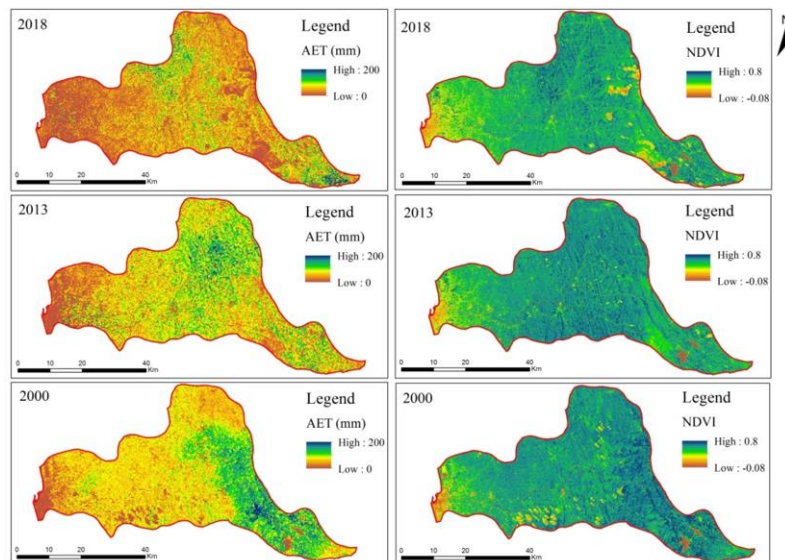 2018
Legend
AET (mm)
High : 200
Low : 0
0 10 20 40
Km
Legend
NDVI
High : 0.8
Low : -0.08
0 10 20 40
Km
N
2013
Legend
AET (mm)
High : 200
Low : 0
0 10 20 40
Km
2013
Legend
NDVI
High : 0.8
Low : -0.08
0 10 20 40
Km
2000
Legend
AET (mm)
High : 200
Low : 0
0 10 20 40
Km
2000
Legend
NDVI
High : 0.8
Low : -0.08
0 10 20 40
Km